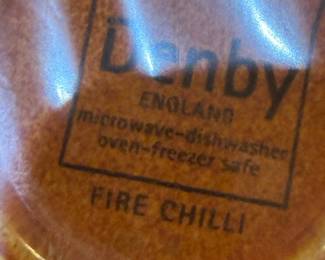 Denby
ENGLAND
microwave-dishwasher
oven-freezer safe
FIRE CHILLI